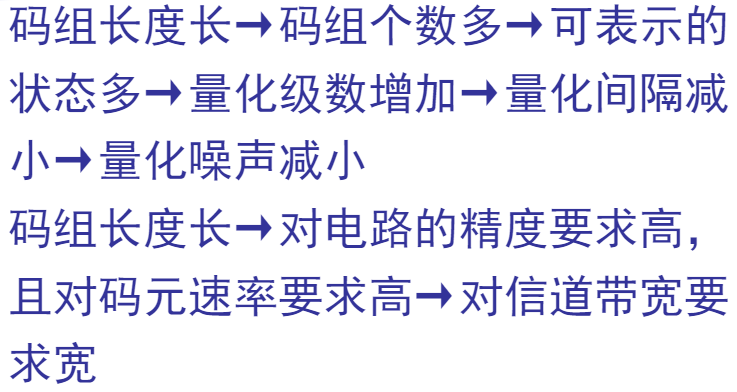 码组长度长→码组个数多→可表示的
状态多→量化级数增加→量化间隔减
小→量化噪声减小
码组长度长→对电路的精度要求高，
且对码元速率要求高→对信道带宽要
求宽